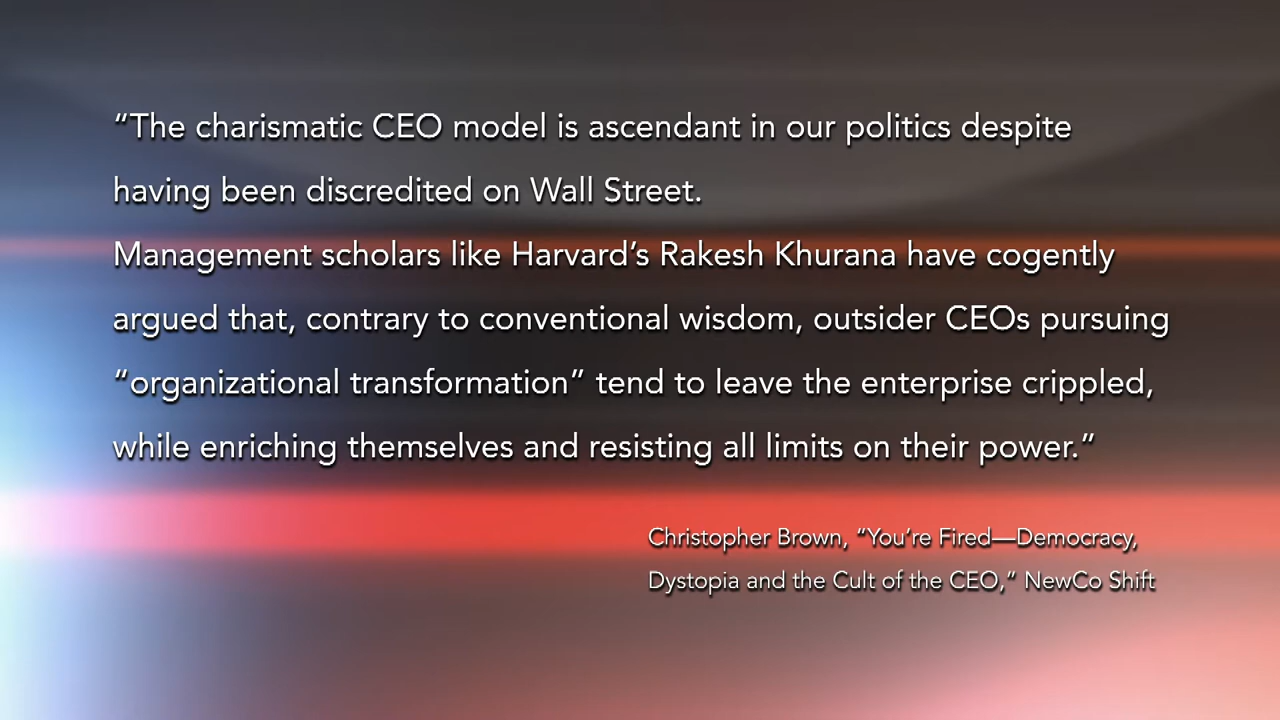 “The charismatic CEO model is ascendant in our politics despite
having been discredited on Wall Street.
Management scholars like Harvard’s Rakesh Khurana have cogently
argued that, contrary to conventional wisdom, outsider CEOs pursuing
“organizational transformation” tend to leave the enterprise crippled,
while enriching themselves and resisting all limits on their power.”
Christopher Brown, “You’re Fired—Democracy,
Dystopia and the Cult of the CEO,” NewCo Shift